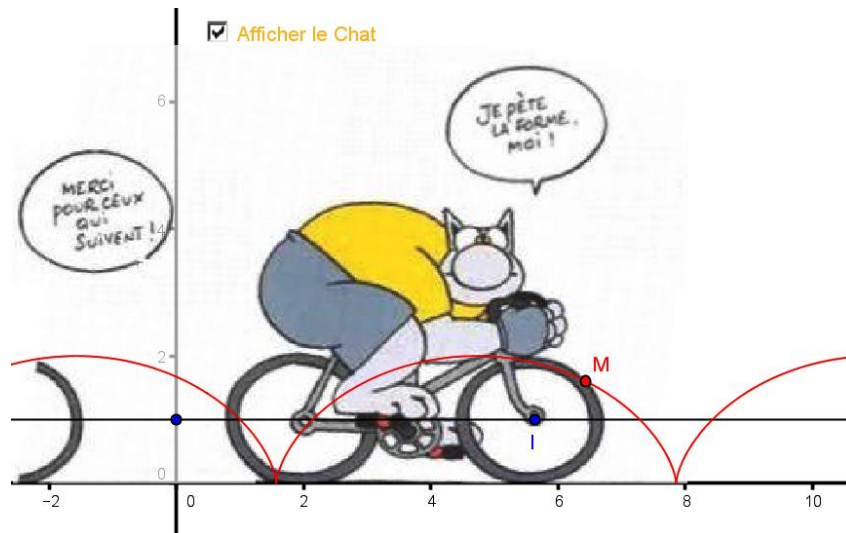 Afficher le Chat
6
JE PÈTE
LA FORME,
MOI !
MERCI
POUR CEUX
QUI
SUIVENT !
4
2
M
I
0
-2
0
2
4
6
8
10